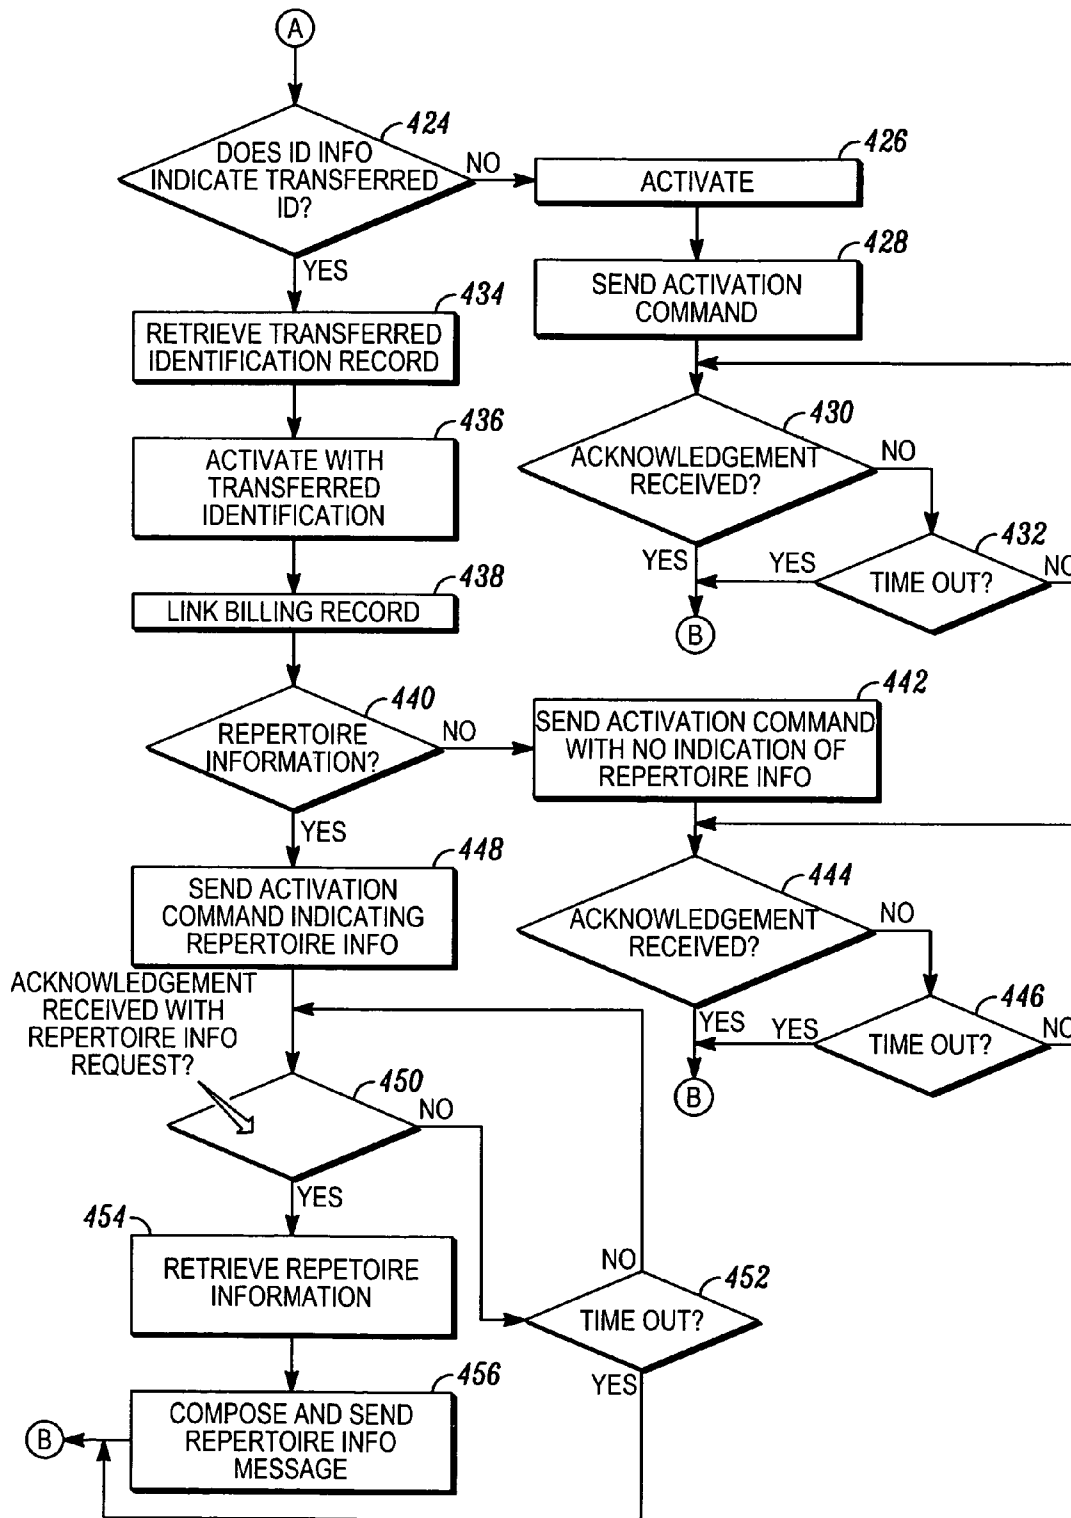 A
424
DOES ID INFO
INDICATE TRANSFERRED
ID?
NO
YES
426
ACTIVATE
428
SEND ACTIVATION
COMMAND
434
RETRIEVE TRANSFERRED
IDENTIFICATION RECORD
430
ACKNOWLEDGEMENT
RECEIVED?
NO
YES
436
ACTIVATE WITH
TRANSFERRED
IDENTIFICATION
432
TIME OUT?
YES
NO
B
438
LINK BILLING RECORD
440
REPERTOIRE
INFORMATION?
NO
YES
442
SEND ACTIVATION COMMAND
WITH NO INDICATION OF
REPERTOIRE INFO
448
SEND ACTIVATION
COMMAND INDICATING
REPERTOIRE INFO
444
ACKNOWLEDGEMENT
RECEIVED?
NO
YES
446
TIME OUT?
YES
NO
B
ACKNOWLEDGEMENT
RECEIVED WITH
REPERTOIRE INFO
REQUEST?
450
NO
YES
454
RETRIEVE REPETOIRE
INFORMATION
452
TIME OUT?
NO
YES
456
COMPOSE AND SEND
REPERTOIRE INFO
MESSAGE
B